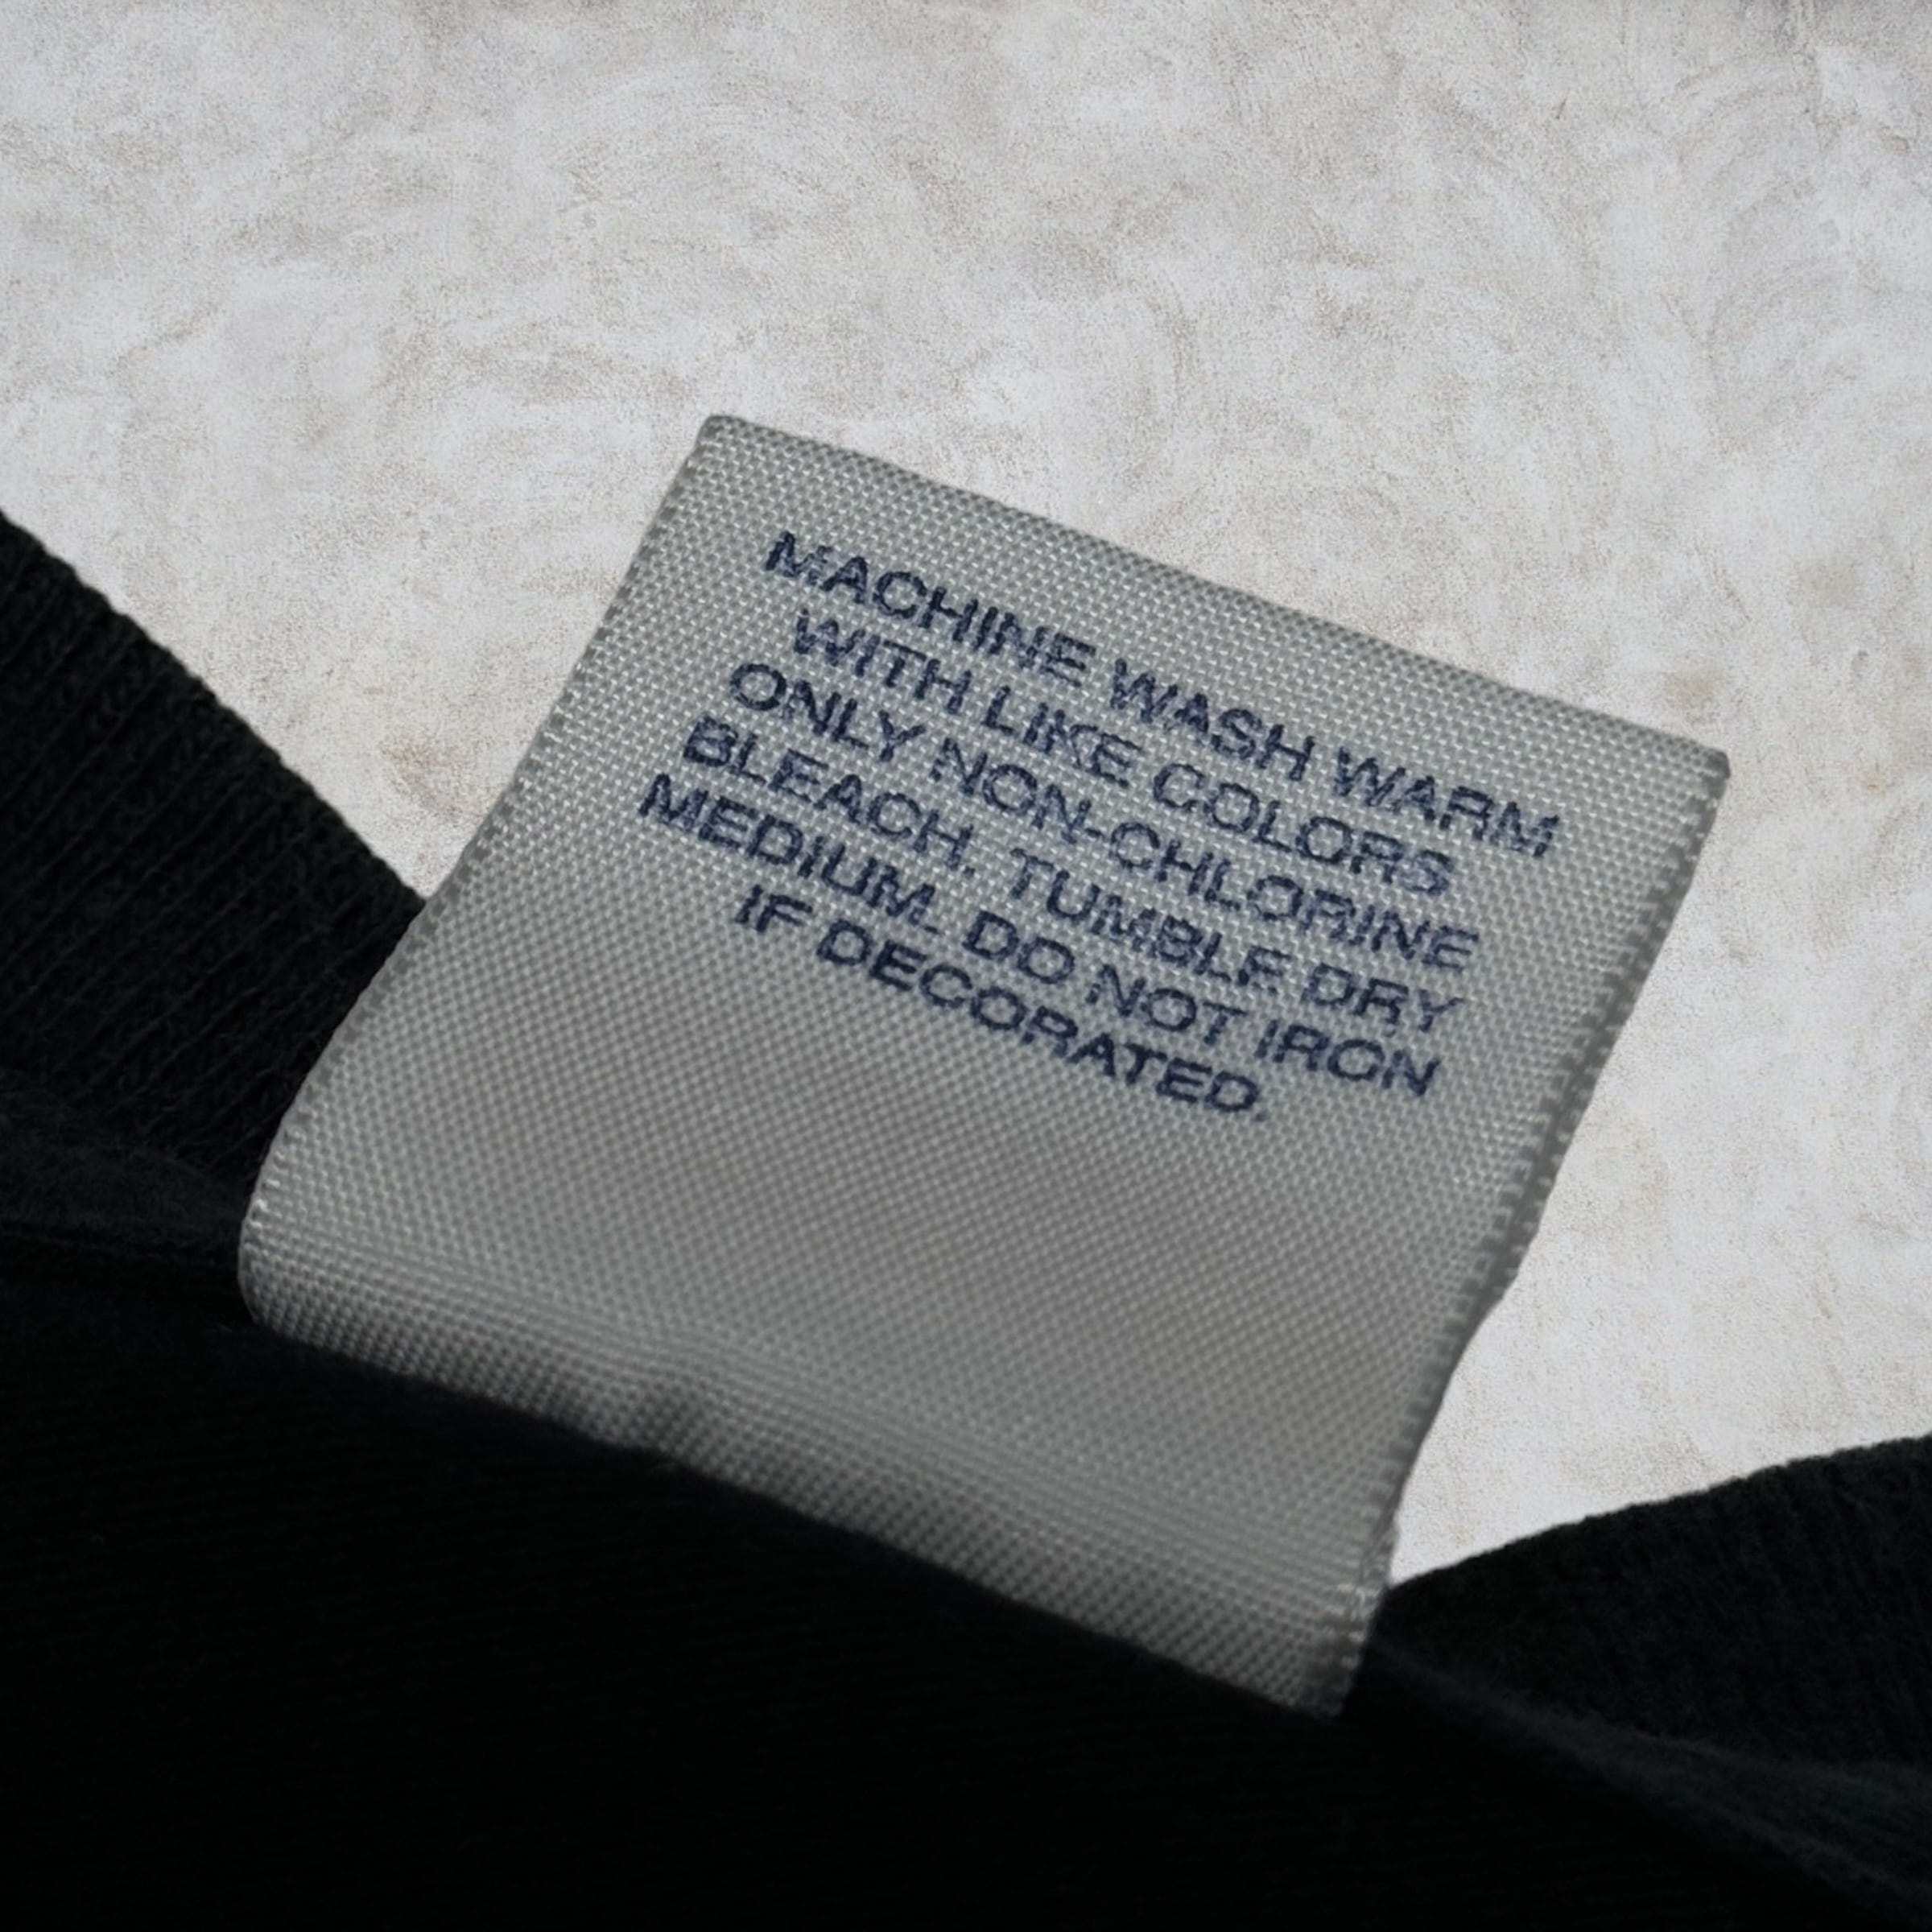 MACHINE WASH WARM
WITH LIKE COLORS
ONLY NON-CHLORINE
BLEACH. TUMBLE DRY
MEDIUM. DO NOT IRON
IF DECORATED.